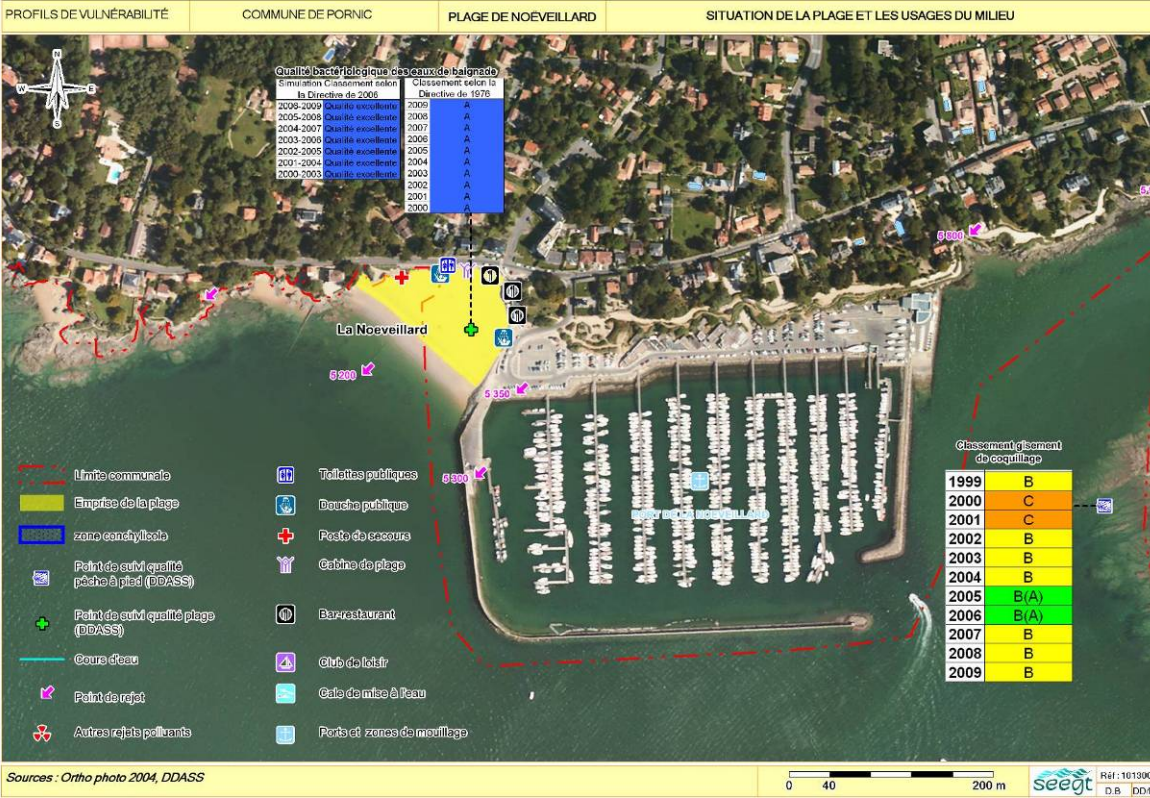 PROFILS DE VULNÉRABILITÉ
COMMUNE DE PORNIC
PLAGE DE NOËVEILLARD
SITUATION DE LA PLAGE ET LES USAGES DU MILIEU
N
W E
S
Qualité bactériologique des eaux de baignade
Simulation Classement selon
la Directive de 2006
2006-2009 Qualité excellente
2005-2008 Qualité excellente
2004-2007 Qualité excellente
2003-2006 Qualité excellente
2002-2005 Qualité excellente
2001-2004 Qualité excellente
2000-2003 Qualité excellente
Classement selon la
Directive de 1976
2009 A
2008 A
2007 A
2006 A
2005 A
2004 A
2003 A
2002 A
2001 A
2000 A
5 800
La Noeveillard
5 200
5 350
5 300
PORT DE LA NOEVEILLARD
Classement gisement
de coquillage
1999 B
2000 C
2001 C
2002 B
2003 B
2004 B
2005 B(A)
2006 B(A)
2007 B
2008 B
2009 B
Limite communale
Emprise de la plage
zone conchylicole
Point de suivi qualité
pêche à pied (DDASS)
Point de suivi qualité plage
(DDASS)
Cours d'eau
Point de rejet
Autres rejets polluants
Toilettes publiques
Douche publique
Poste de secours
Cabine de plage
Bar-restaurant
Club de loisir
Cale de mise à l'eau
Ports et zones de mouillage
Sources : Ortho photo 2004, DDASS
0 40 200 m
seegt
Réf : 101300
D.B